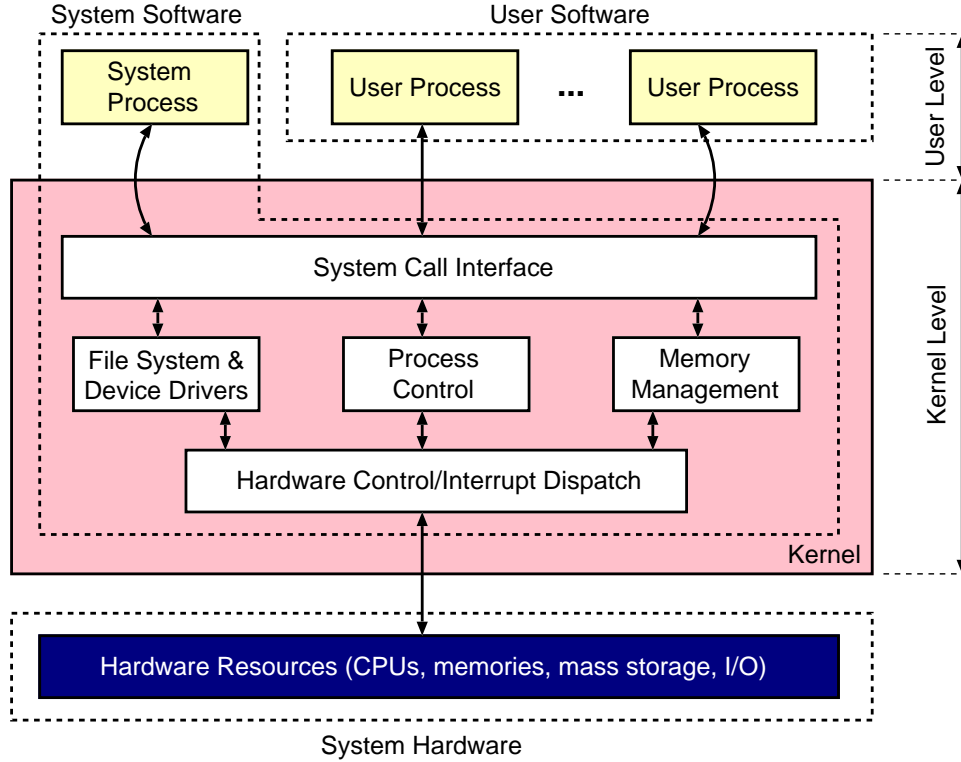 System Software
User Software
System
Process
User Process
...
User Process
User Level
System Call Interface
File System &
Device Drivers
Process
Control
Memory
Management
Kernel Level
Hardware Control/Interrupt Dispatch
Kernel
Hardware Resources (CPUs, memories, mass storage, I/O)
System Hardware